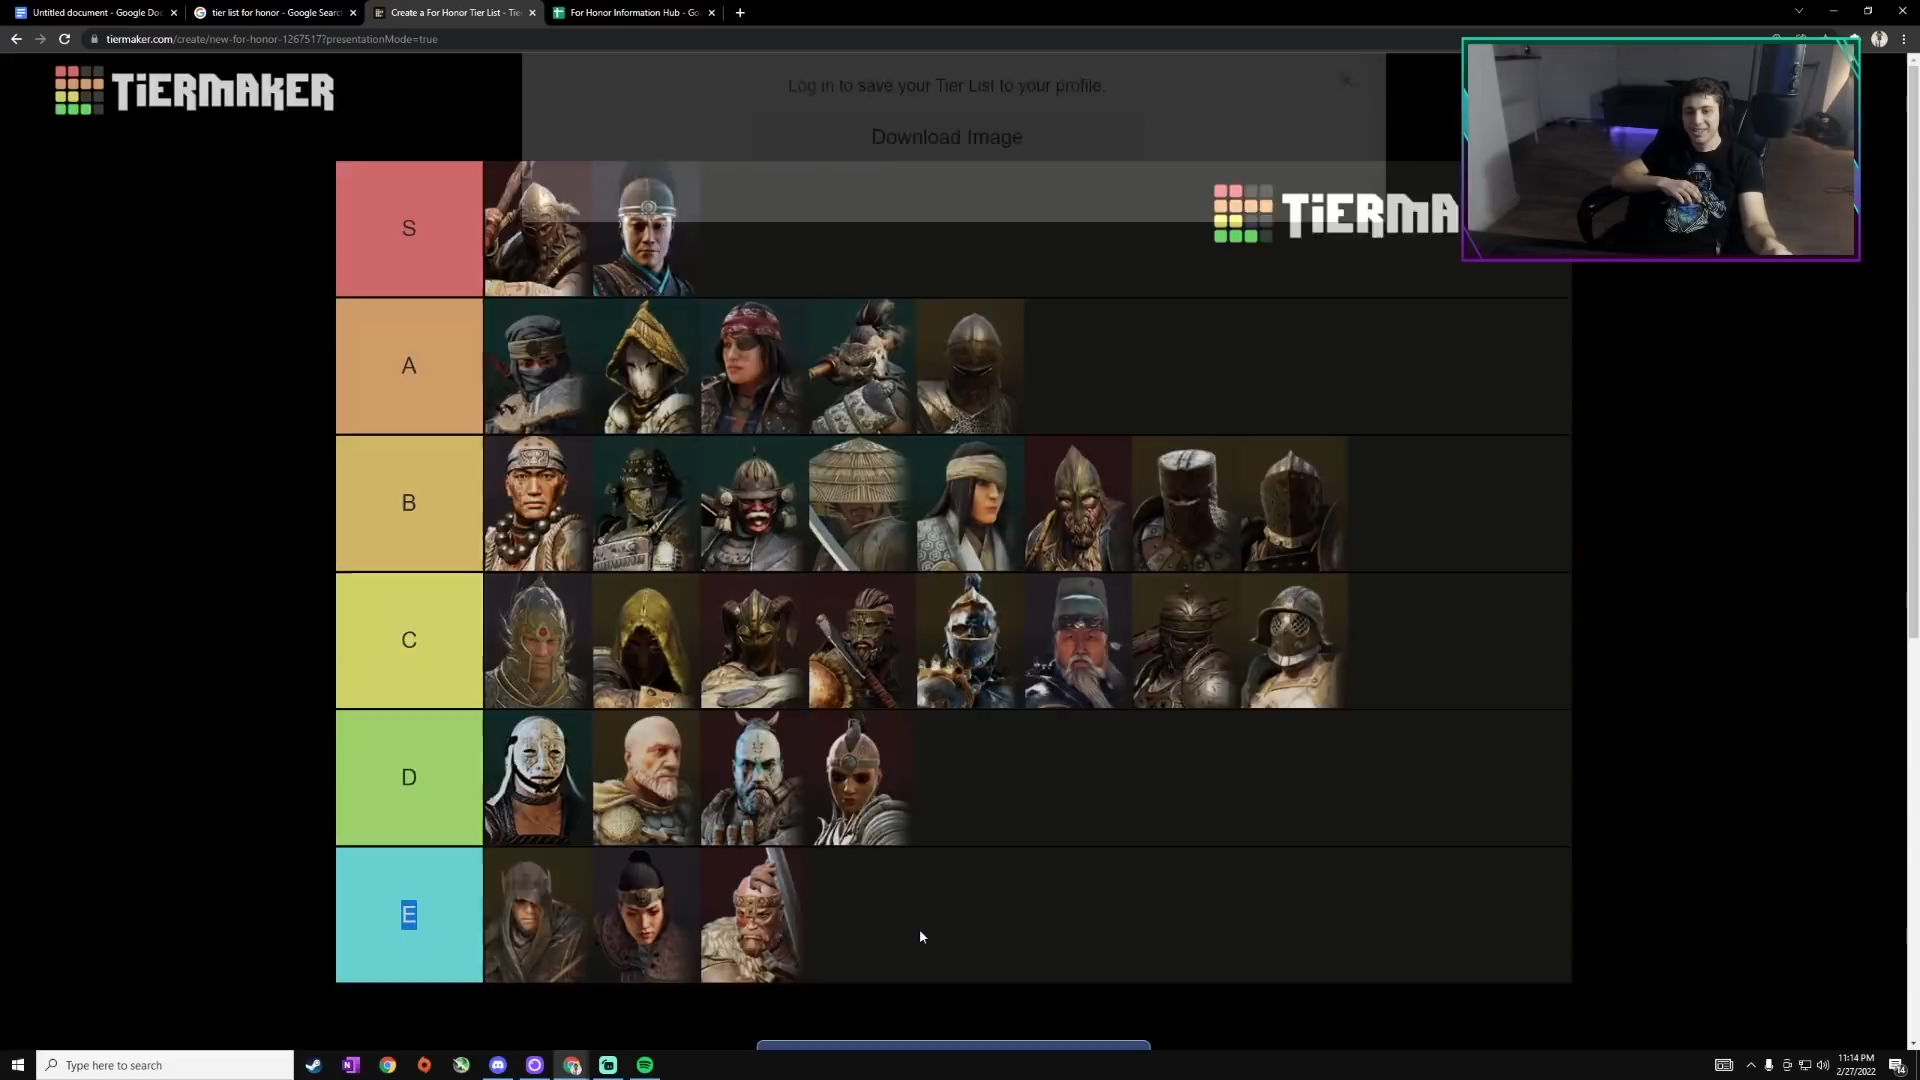 Untitled document - Google Doc
tier list for honor - Google Search
Create a For Honor Tier List - Tie
For Honor Information Hub - Go
tiermaker.com/create/new-for-honor-1267517?presentationMode=true
TiERMAKER
Log in to save your Tier List to your profile.
Download Image
TiERMA
S
A
B
C
D
E
Type here to search
N
11:14 PM
2/27/2022
14